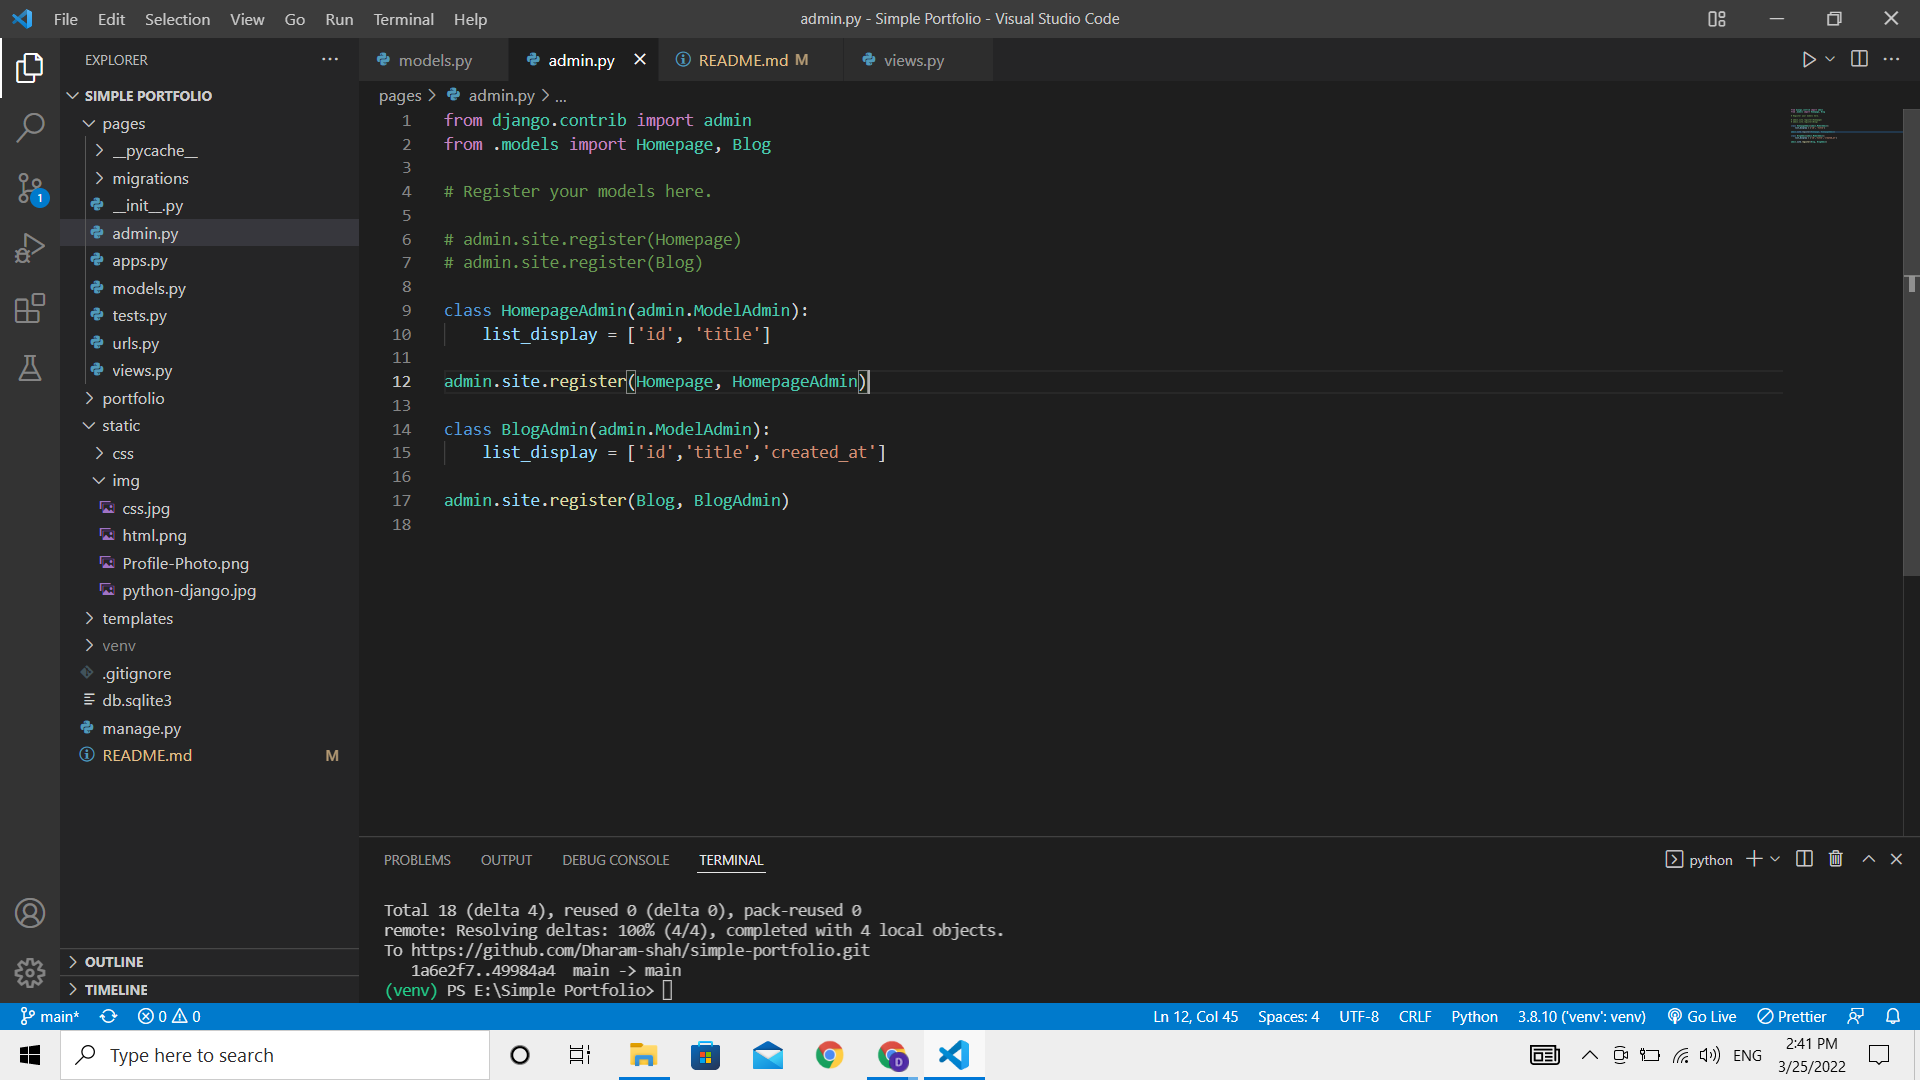 File Edit Selection View Go Run Terminal Help
admin.py - Simple Portfolio - Visual Studio Code
EXPLORER
SIMPLE PORTFOLIO
pages
__pycache__
migrations
__init__.py
admin.py
apps.py
models.py
tests.py
urls.py
views.py
portfolio
static
css
img
css.jpg
html.png
Profile-Photo.png
python-django.jpg
templates
venv
.gitignore
db.sqlite3
manage.py
README.md M
OUTLINE
TIMELINE
1
models.py admin.py README.md M views.py
pages > admin.py > ...
1 from django.contrib import admin
2 from .models import Homepage, Blog
3
4 # Register your models here.
5
6 # admin.site.register(Homepage)
7 # admin.site.register(Blog)
8
9 class HomepageAdmin(admin.ModelAdmin):
10 list_display = ['id', 'title']
11
12 admin.site.register(Homepage, HomepageAdmin)
13
14 class BlogAdmin(admin.ModelAdmin):
15 list_display = ['id','title','created_at']
16
17 admin.site.register(Blog, BlogAdmin)
18
PROBLEMS OUTPUT DEBUG CONSOLE TERMINAL
python
Total 18 (delta 4), reused 0 (delta 0), pack-reused 0
remote: Resolving deltas: 100% (4/4), completed with 4 local objects.
To https://github.com/Dharam-shah/simple-portfolio.git
1a6e2f7..49984a4 main -> main
(venv) PS E:\Simple Portfolio>
main* 0 0 Ln 12, Col 45 Spaces: 4 UTF-8 CRLF Python 3.8.10 ('venv': venv) Go Live Prettier
Type here to search
D
ENG
2:41 PM
3/25/2022